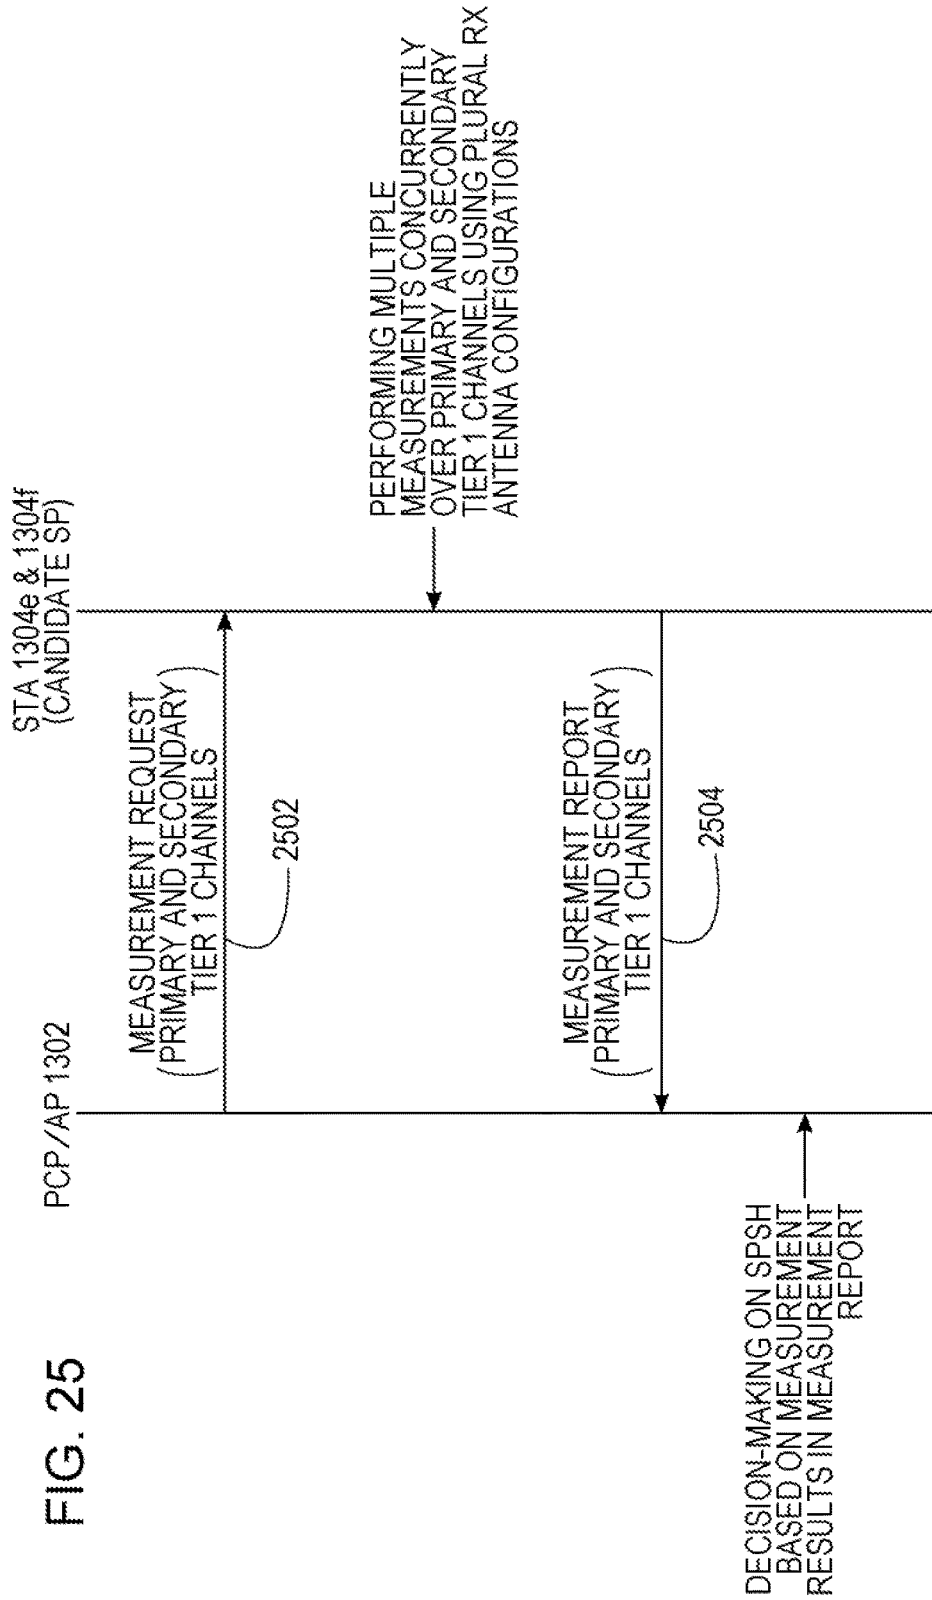 FIG. 25
PCP/AP 1302
STA 1304e & 1304f
(CANDIDATE SP)
MEASUREMENT REQUEST
(PRIMARY AND SECONDARY
TIER 1 CHANNELS)
2502
PERFORMING MULTIPLE
MEASUREMENTS CONCURRENTLY
OVER PRIMARY AND SECONDARY
TIER 1 CHANNELS USING PLURAL RX
ANTENNA CONFIGURATIONS
MEASUREMENT REPORT
(PRIMARY AND SECONDARY
TIER 1 CHANNELS)
2504
DECISION-MAKING ON SPSH
BASED ON MEASUREMENT
RESULTS IN MEASUREMENT
REPORT